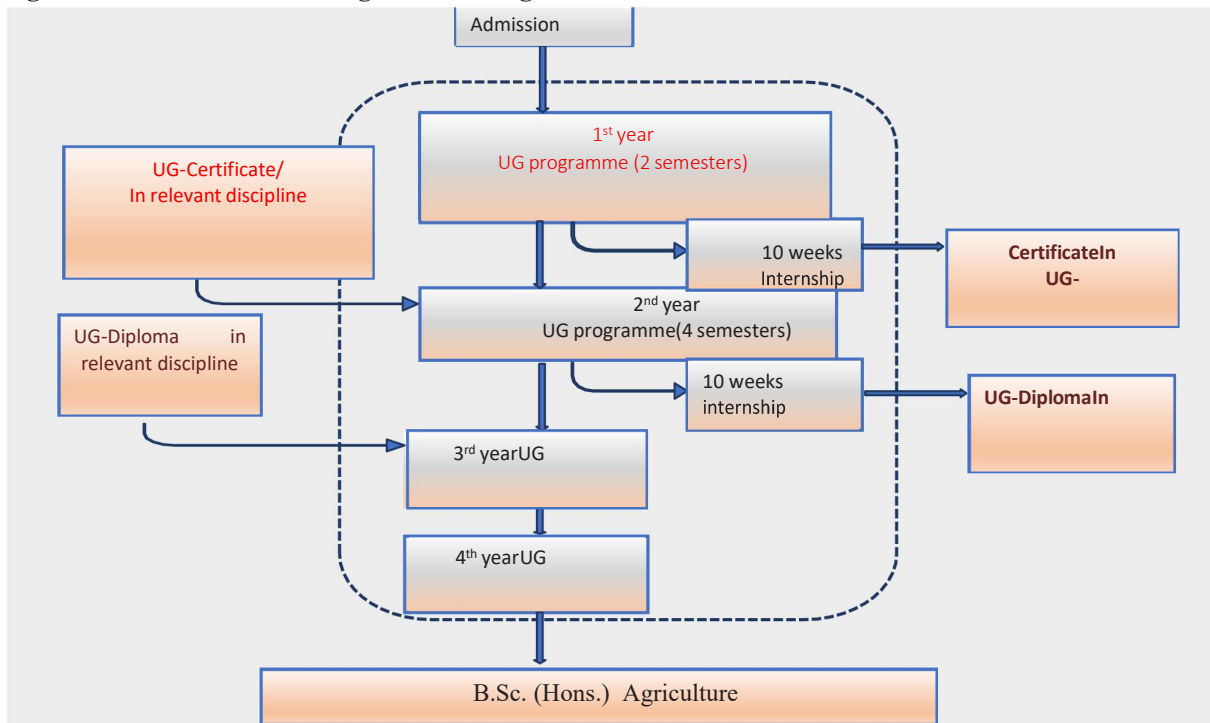 Admission
1st year
UG programme (2 semesters)
UG-Certificate/
In relevant discipline
10 weeks
Internship
CertificateIn
UG-
2nd year
UG programme(4 semesters)
UG-Diploma in
relevant discipline
10 weeks
internship
UG-DiplomaIn
3rd yearUG
4th yearUG
B.Sc. (Hons.) Agriculture